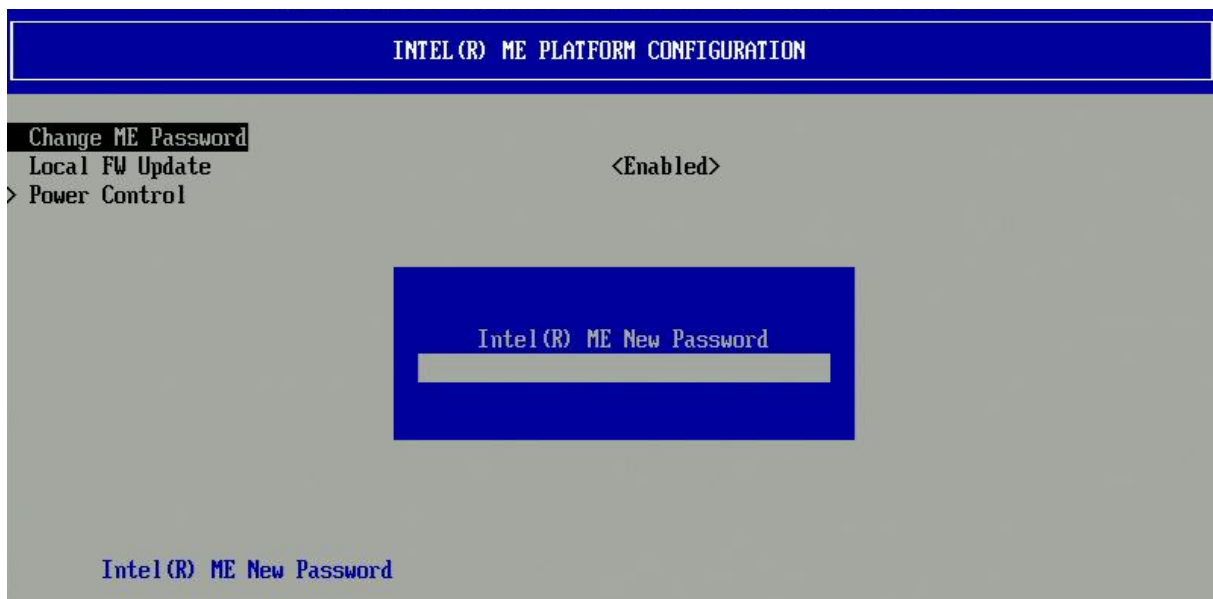 INTEL(R) ME PLATFORM CONFIGURATION
Change ME Password
Local FW Update <Enabled>
> Power Control
Intel(R) ME New Password
Intel(R) ME New Password